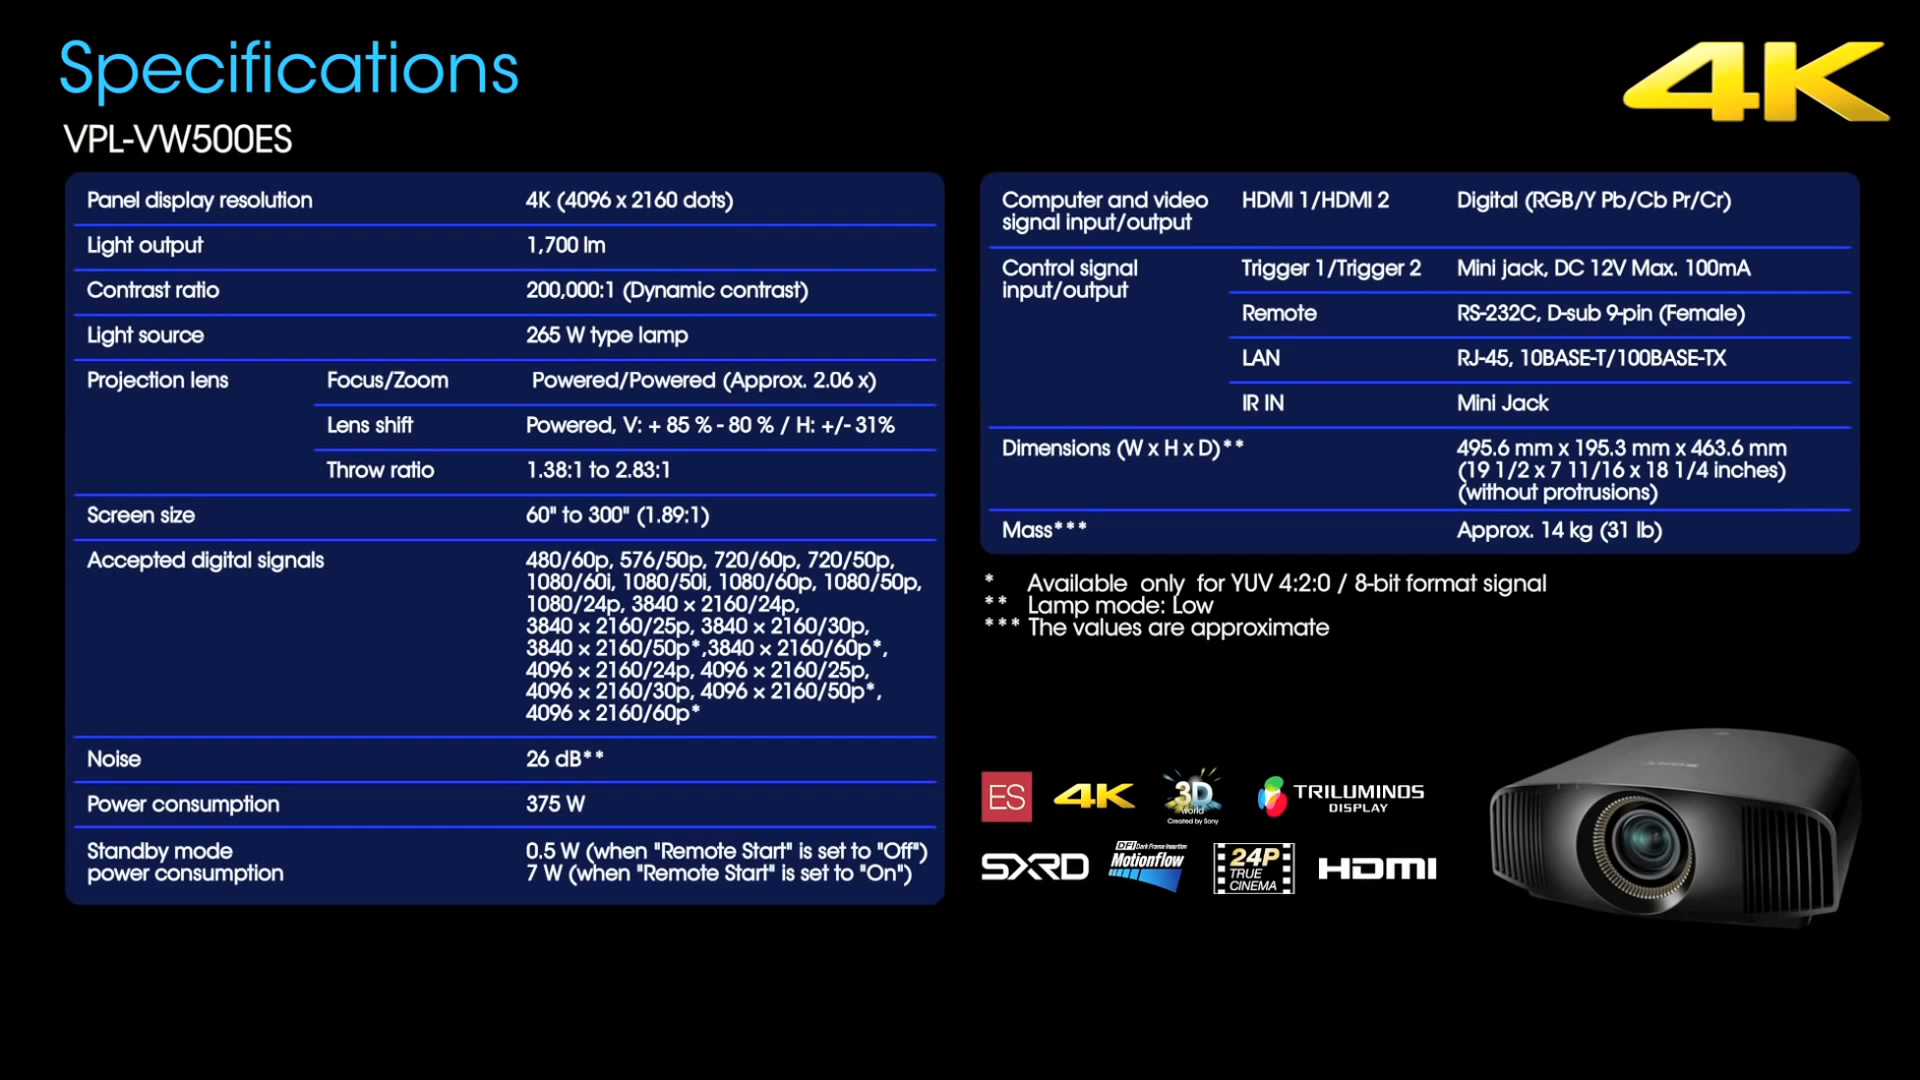 Specifications
4K
VPL-VW500ES
Panel display resolution 4K (4096 x 2160 dots)
Light output 1,700 lm
Contrast ratio 200,000:1 (Dynamic contrast)
Light source 265 W type lamp
Projection lens Focus/Zoom Powered/Powered (Approx. 2.06 x)
Lens shift Powered, V: + 85 % - 80 % / H: +/- 31%
Throw ratio 1.38:1 to 2.83:1
Screen size 60" to 300" (1.89:1)
Accepted digital signals 480/60p, 576/50p, 720/60p, 720/50p,
1080/60i, 1080/50i, 1080/60p, 1080/50p,
1080/24p, 3840 × 2160/24p,
3840 × 2160/25p, 3840 × 2160/30p,
3840 × 2160/50p*,3840 × 2160/60p*,
4096 × 2160/24p, 4096 × 2160/25p,
4096 × 2160/30p, 4096 × 2160/50p*,
4096 × 2160/60p*
Noise 26 dB**
Power consumption 375 W
Standby mode 0.5 W (when "Remote Start" is set to "Off")
power consumption 7 W (when "Remote Start" is set to "On")
Computer and video HDMI 1/HDMI 2 Digital (RGB/Y Pb/Cb Pr/Cr)
signal input/output
Control signal Trigger 1/Trigger 2 Mini jack, DC 12V Max. 100mA
input/output
Remote RS-232C, D-sub 9-pin (Female)
LAN RJ-45, 10BASE-T/100BASE-TX
IR IN Mini Jack
Dimensions (W x H x D)** 495.6 mm x 195.3 mm x 463.6 mm
(19 1/2 x 7 11/16 x 18 1/4 inches)
(without protrusions)
Mass*** Approx. 14 kg (31 lb)
* Available only for YUV 4:2:0 / 8-bit format signal
** Lamp mode: Low
*** The values are approximate
ES 4K 3D world Created by Sony TRILUMINOS DISPLAY
SXRD DFI Dark Frame Insertion Motionflow 24P TRUE CINEMA HDMI
SONY